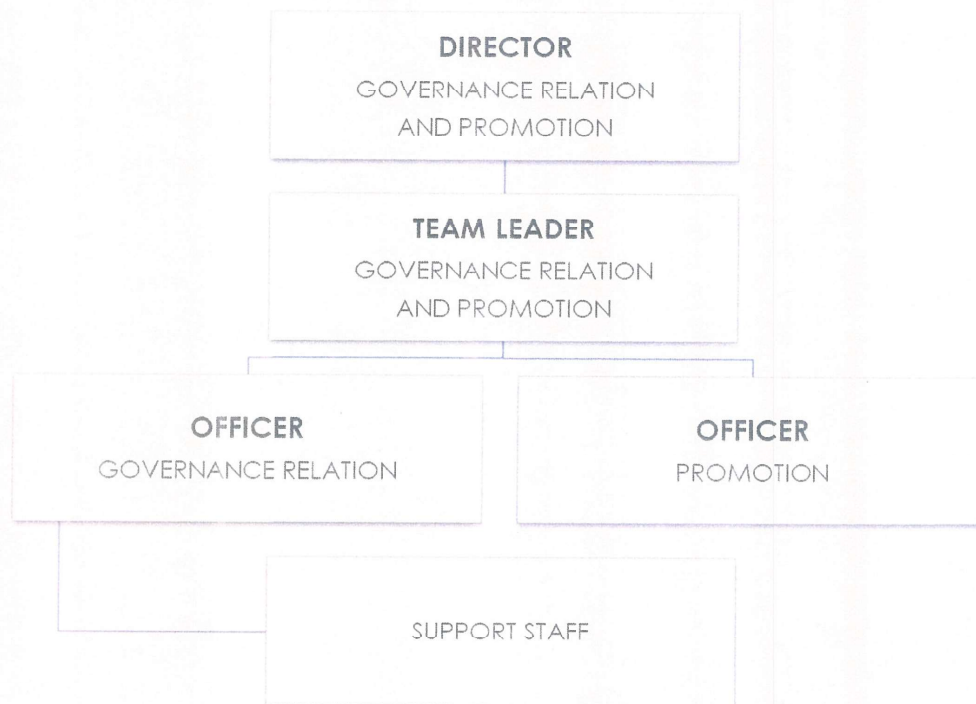 DIRECTOR
GOVERNANCE RELATION
AND PROMOTION
TEAM LEADER
GOVERNANCE RELATION
AND PROMOTION
OFFICER
GOVERNANCE RELATION
OFFICER
PROMOTION
SUPPORT STAFF